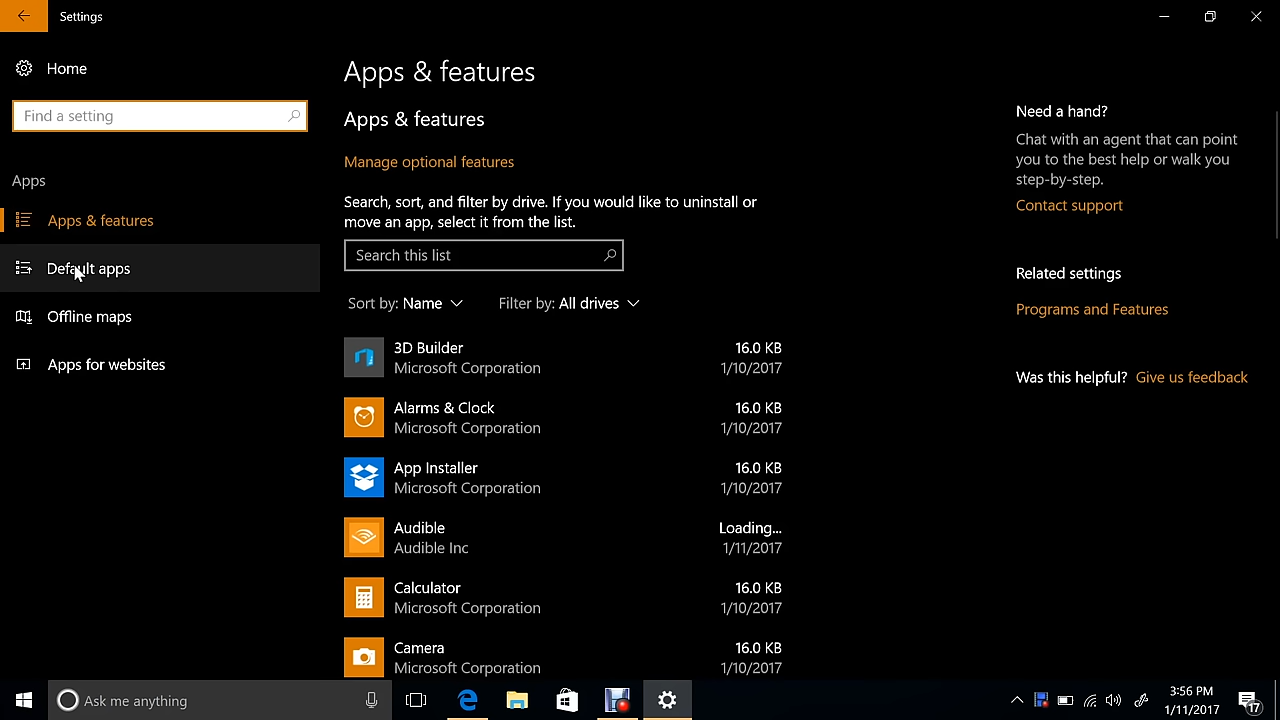 Settings
Home
Find a setting
Apps
Apps & features
Default apps
Offline maps
Apps for websites
Apps & features
Apps & features
Manage optional features
Search, sort, and filter by drive. If you would like to uninstall or
move an app, select it from the list.
Search this list
Sort by: Name Filter by: All drives
3D Builder 16.0 KB
Microsoft Corporation 1/10/2017
Alarms & Clock 16.0 KB
Microsoft Corporation 1/10/2017
App Installer 16.0 KB
Microsoft Corporation 1/10/2017
Audible Loading...
Audible Inc 1/11/2017
Calculator 16.0 KB
Microsoft Corporation 1/10/2017
Camera 16.0 KB
Microsoft Corporation 1/10/2017
Need a hand?
Chat with an agent that can point
you to the best help or walk you
step-by-step.
Contact support
Related settings
Programs and Features
Was this helpful? Give us feedback
Ask me anything
3:56 PM
1/11/2017
17